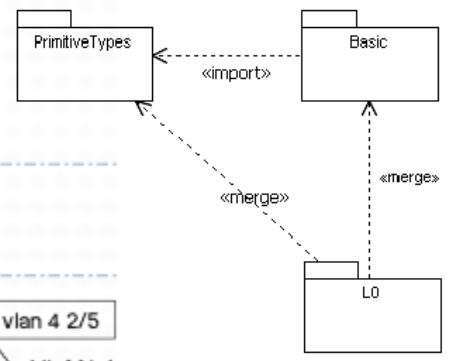 PrimitiveTypes
Basic
«import»
«merge»
«merge»
L0
vlan 4 2/5